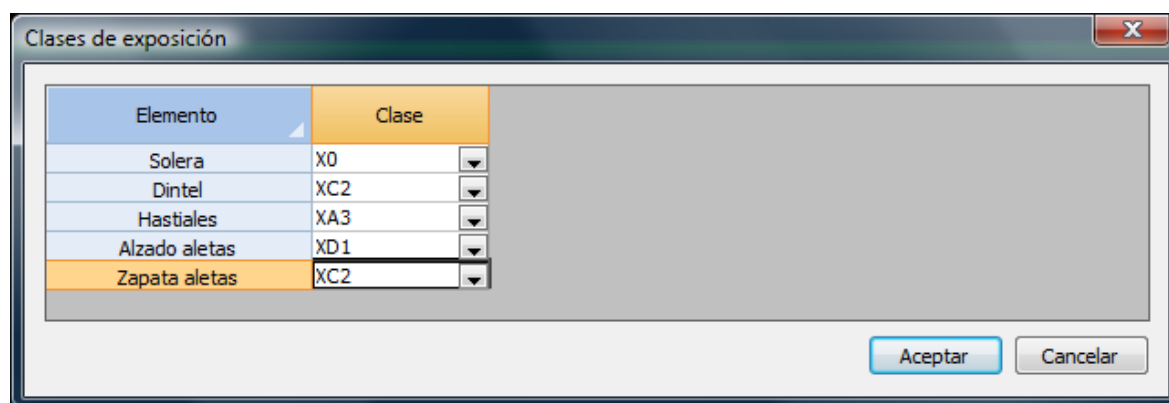 Clases de exposición
Elemento Clase
Solera X0
Dintel XC2
Hastiales XA3
Alzado aletas XD1
Zapata aletas XC2
Aceptar Cancelar